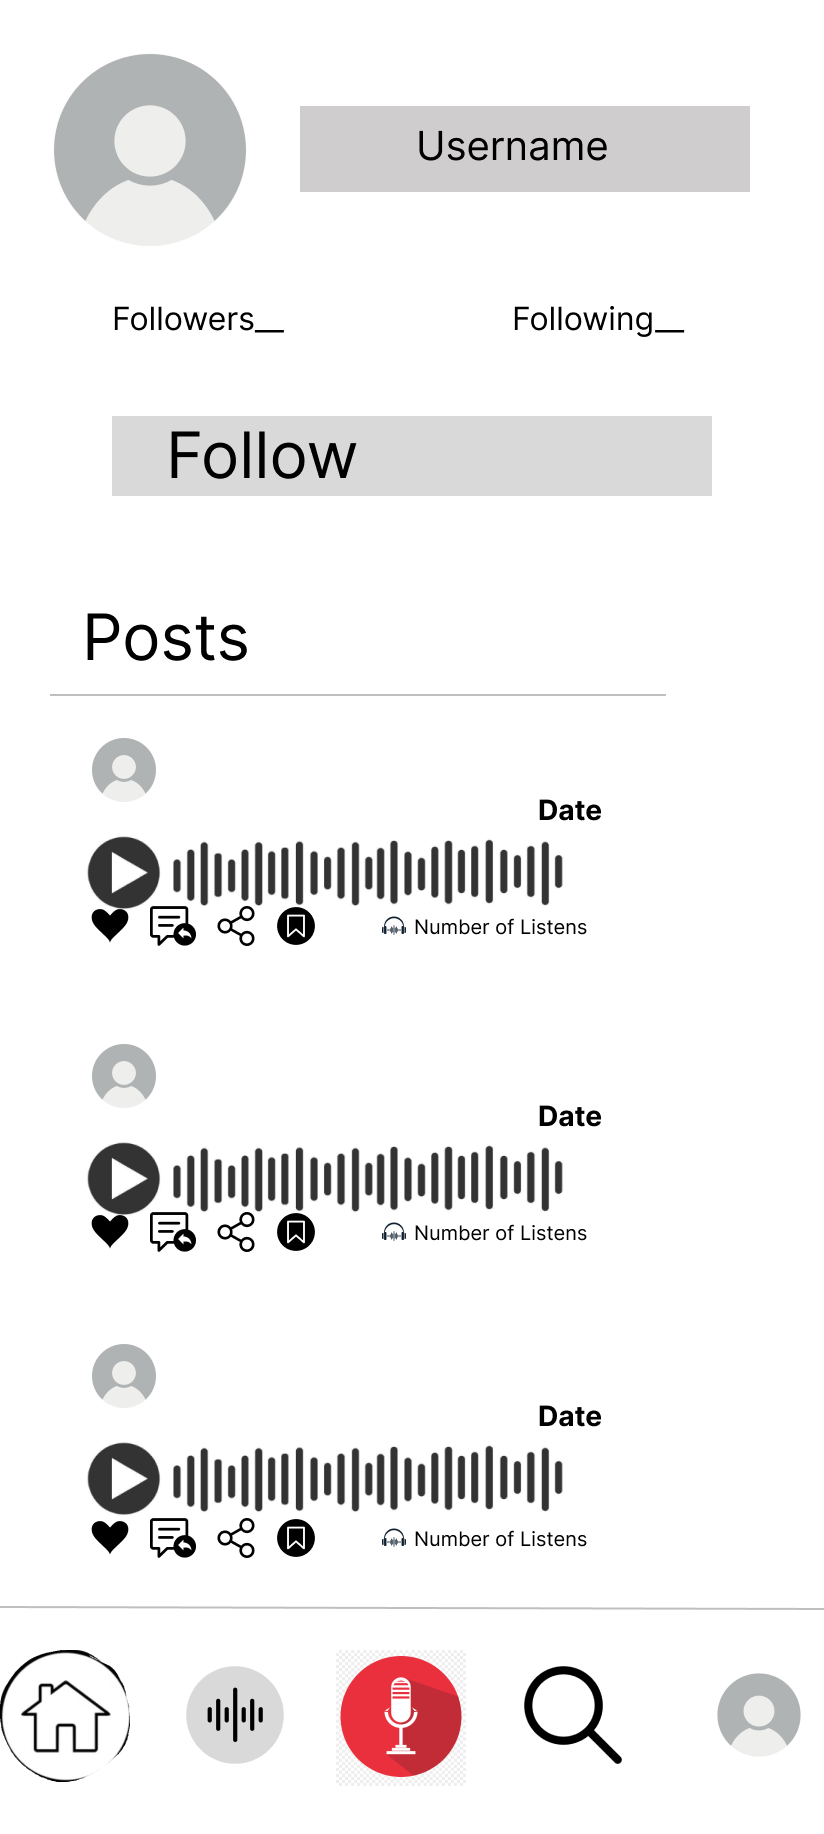 Username
Followers__
Following__
Follow
Posts
Date
Number of Listens
Date
Number of Listens
Date
Number of Listens